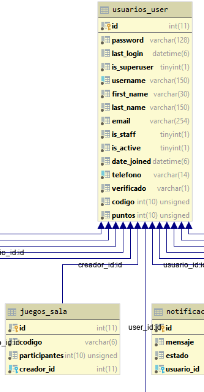 usuarios_user
id int(11)
password varchar(128)
last_login datetime(6)
is_superuser tinyint(1)
username varchar(150)
first_name varchar(30)
last_name varchar(150)
email varchar(254)
is_staff tinyint(1)
is_active tinyint(1)
date_joined datetime(6)
telefono varchar(14)
verificado varchar(1)
codigo int(10) unsigned
puntos int(10) unsigned
io_id:id
creador_id:id
usuario_id:i
juegos_sala
id int(11)
codigo varchar(6)
participantes int(10) unsigned
creador_id int(11)
user_id:id
notificac
id
mensaje
estado
usuario_id